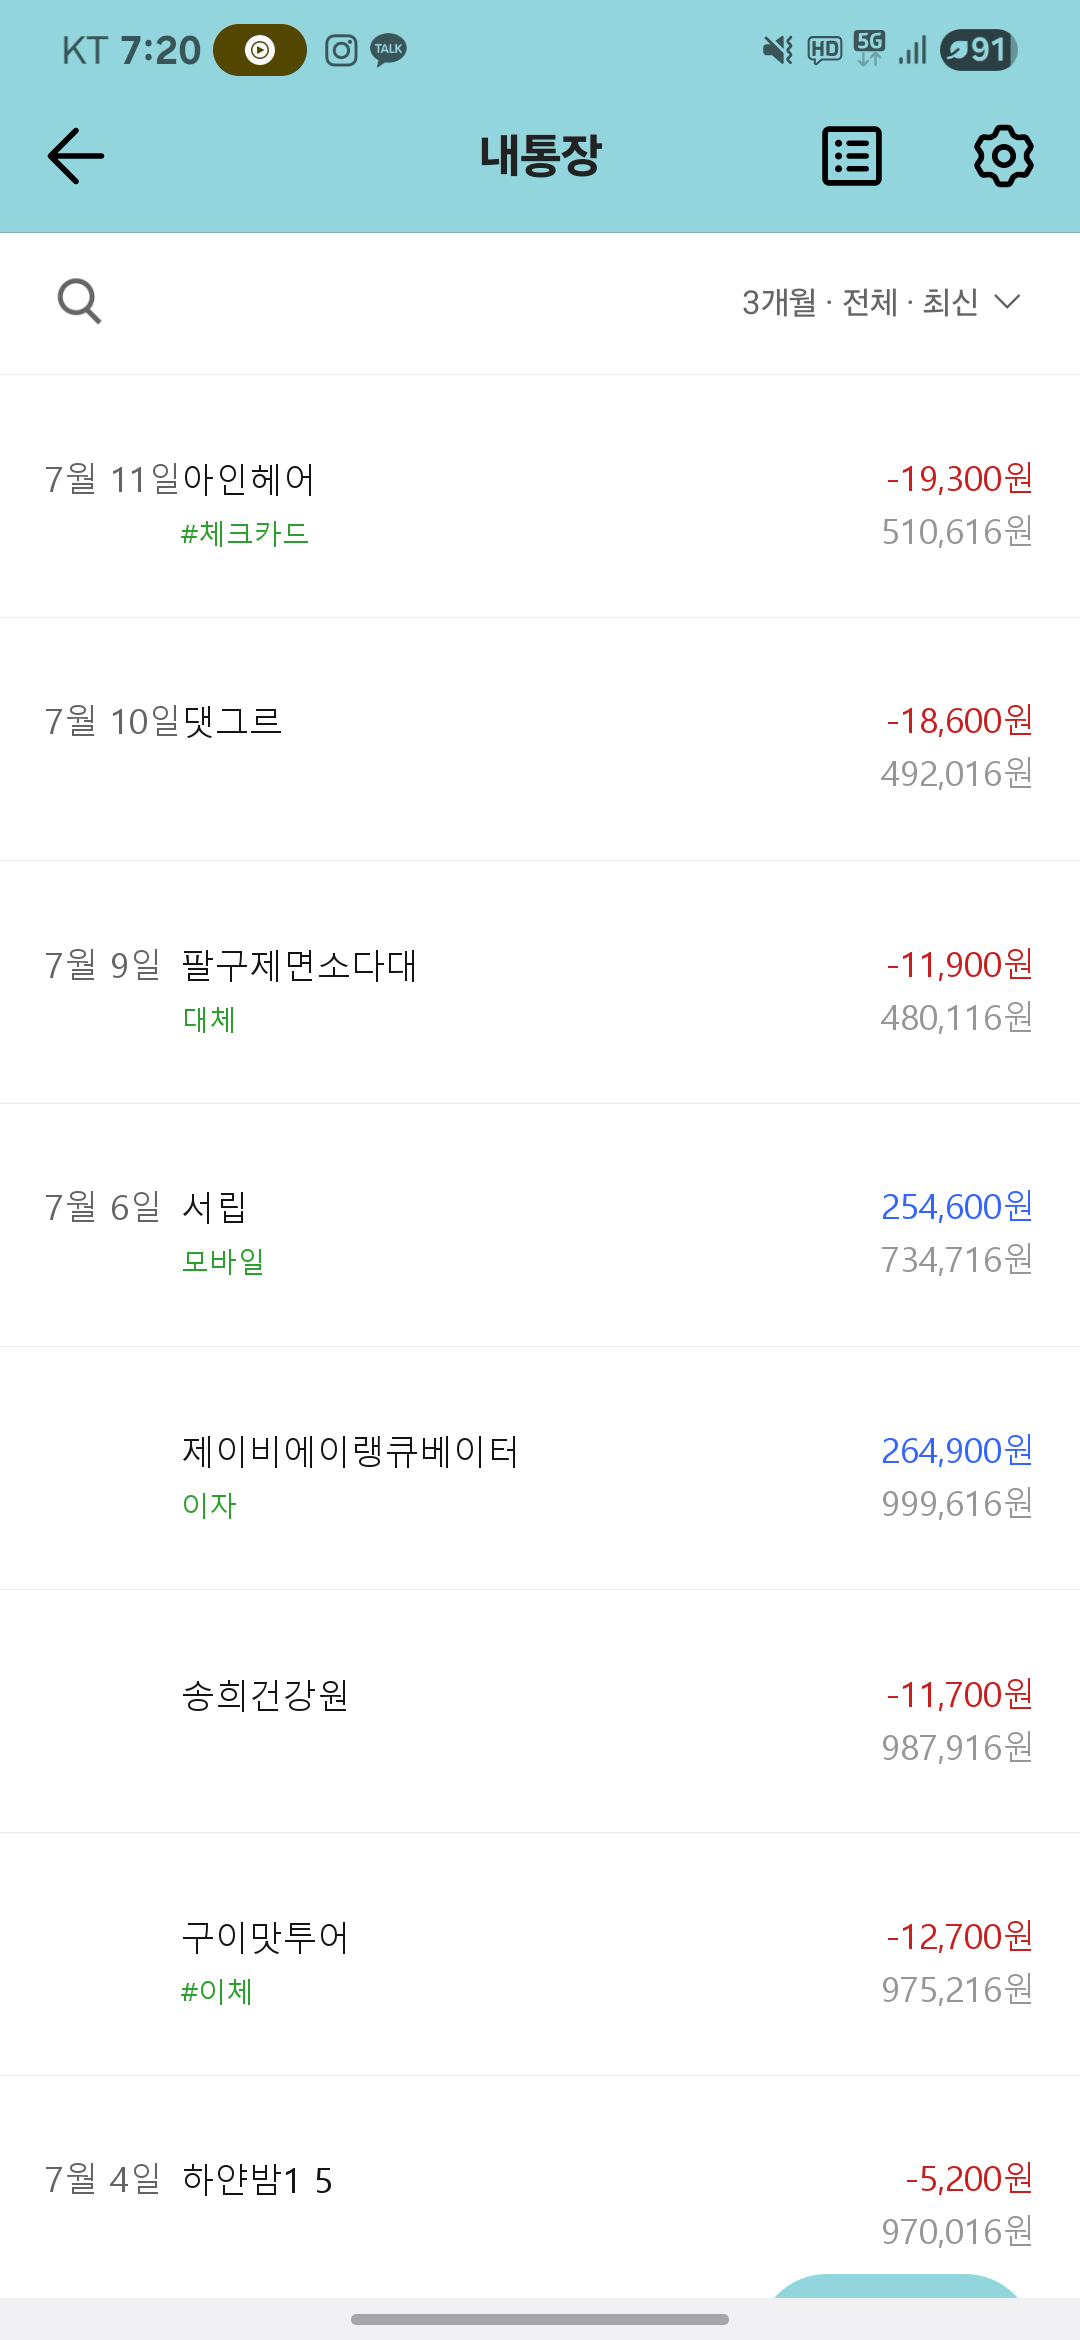 KT 7:20 TALK HD 5G 91
내통장
3개월 · 전체 · 최신
7월 11일 아인헤어 -19,300원
#체크카드 510,616원
7월 10일 댓그르 -18,600원
492,016원
7월 9일 팔구제면소다대 -11,900원
대체 480,116원
7월 6일 서립 254,600원
모바일 734,716원
제이비에이랭큐베이터 264,900원
이자 999,616원
송희건강원 -11,700원
987,916원
구이맛투어 -12,700원
#이체 975,216원
7월 4일 하얀밤1 5 -5,200원
970,016원